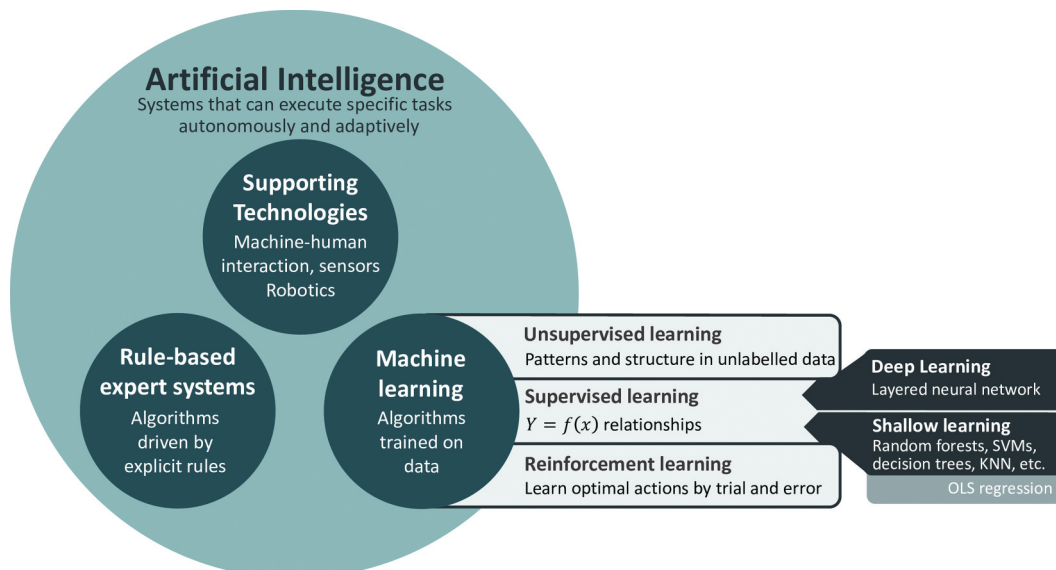 Artificial Intelligence
Systems that can execute specific tasks
autonomously and adaptively
Supporting
Technologies
Machine-human
interaction, sensors
Robotics
Rule-based
expert systems
Algorithms
driven by
explicit rules
Machine
learning
Algorithms
trained on
data
Unsupervised learning
Patterns and structure in unlabelled data
Supervised learning
Y = f(x) relationships
Reinforcement learning
Learn optimal actions by trial and error
Deep Learning
Layered neural network
Shallow learning
Random forests, SVMs,
decision trees, KNN, etc.
OLS regression